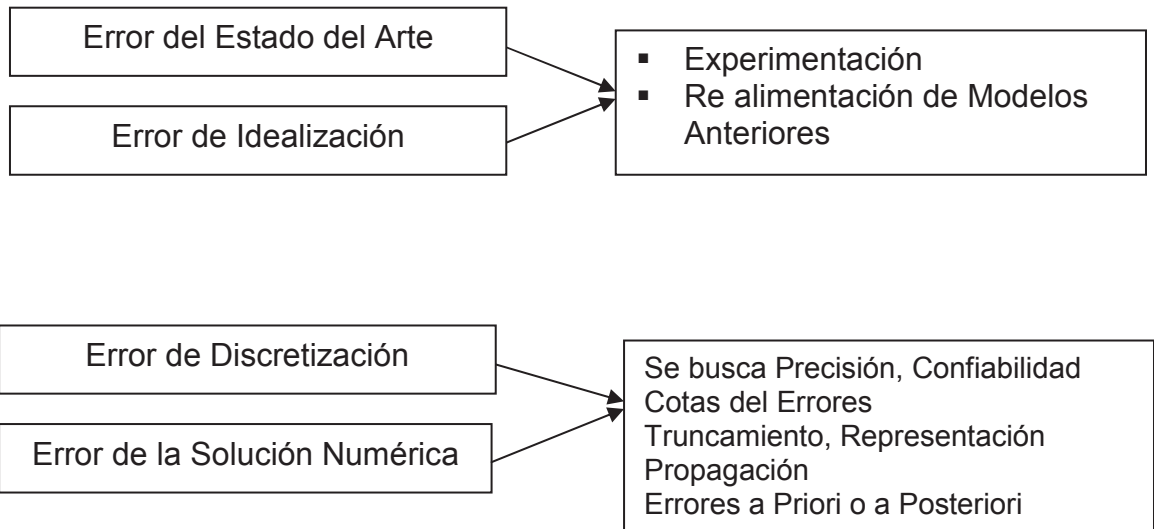 Error del Estado del Arte
Error de Idealización
▪ Experimentación
▪ Re alimentación de Modelos
Anteriores
Error de Discretización
Error de la Solución Numérica
Se busca Precisión, Confiabilidad
Cotas del Errores
Truncamiento, Representación
Propagación
Errores a Priori o a Posteriori